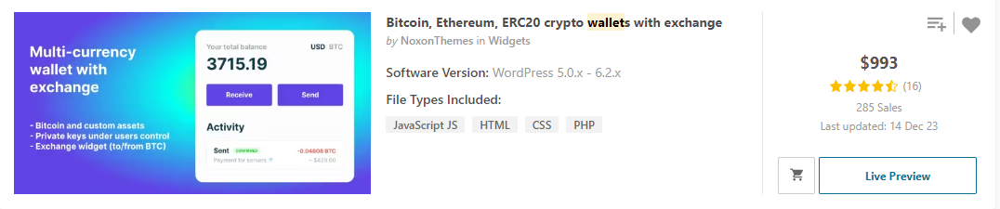 Multi-currency
wallet with
exchange
- Bitcoin and custom assets
- Private keys under users control
- Exchange widget (to/from BTC)
Your total balance
USD BTC
3715.19
Receive
Send
Activity
Sent CONFIRMED
-0.04608 BTC
Payment for servers
~ $429.00
Bitcoin, Ethereum, ERC20 crypto wallets with exchange
by NoxonThemes in Widgets
Software Version: WordPress 5.0.x - 6.2.x
File Types Included:
JavaScript JS HTML CSS PHP
$993
(16)
285 Sales
Last updated: 14 Dec 23
Live Preview